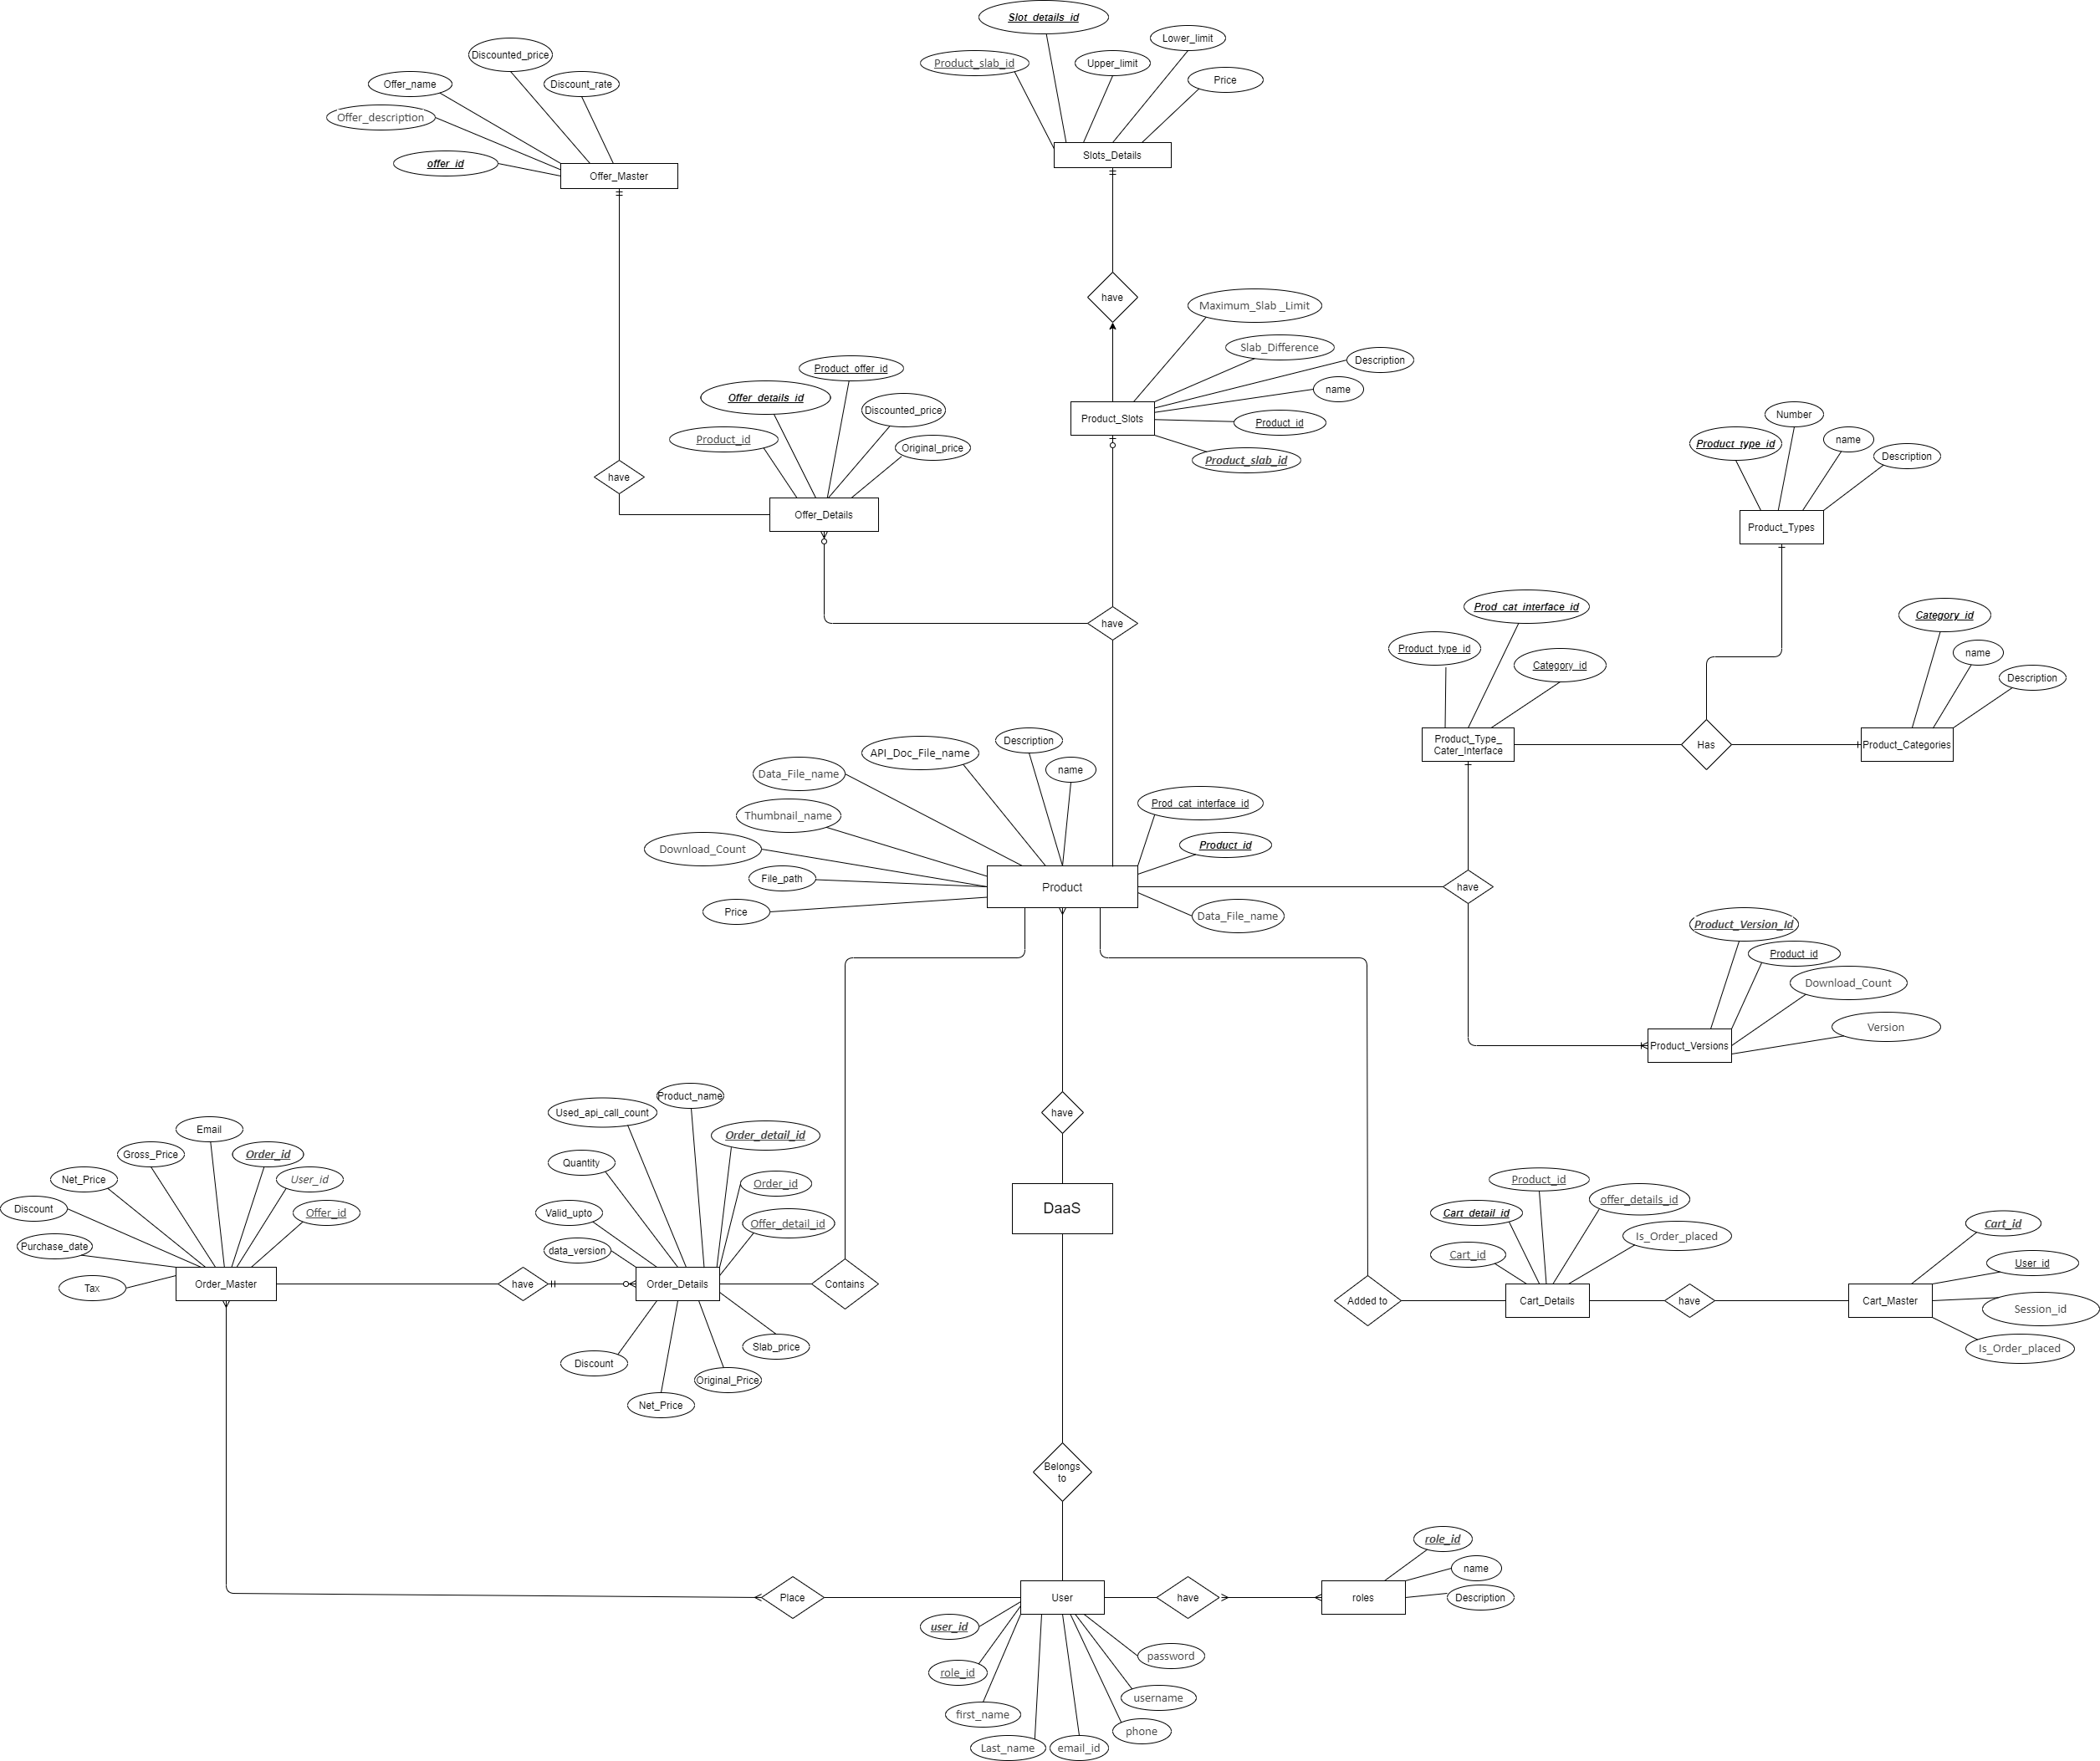 Slot_details_id
Lower_limit
Discounted_price
Product_slab_id
Upper_limit
Price
Offer_name
Discount_rate
Offer_description
Slots_Details
offer_id
Offer_Master
have
Maximum_Slab _Limit
Slab_Difference
Description
Product_offer_id
name
Offer_details_id
Discounted_price
Product_Slots
Product_id
Number
Product_id
Original_price
Product_type_id
name
Description
Product_slab_id
have
Offer_Details
Product_Types
Prod_cat_interface_id
Category_id
have
Product_type_id
Category_id
name
Description
API_Doc_File_name
Description
Product_Type_
Cater_Interface
Has
Product_Categories
Data_File_name
name
Prod_cat_interface_id
Thumbnail_name
Download_Count
Product_id
File_path
Product
have
Price
Data_File_name
Product_Version_Id
Product_id
Download_Count
Version
Product_Versions
Product_name
Used_api_call_count
have
Email
Order_detail_id
Gross_Price
Order_id
Quantity
Net_Price
User_id
Order_id
Product_id
Discount
Offer_id
Valid_upto
Offer_detail_id
DaaS
Cart_detail_id
offer_details_id
Cart_id
Purchase_date
data_version
Cart_id
Is_Order_placed
User_id
Tax
Order_Master
have
Order_Details
Contains
Added to
Cart_Details
have
Cart_Master
Session_id
Slab_price
Is_Order_placed
Discount
Original_Price
Net_Price
Belongs
to
role_id
name
Place
User
have
roles
Description
user_id
password
role_id
username
first_name
phone
Last_name
email_id